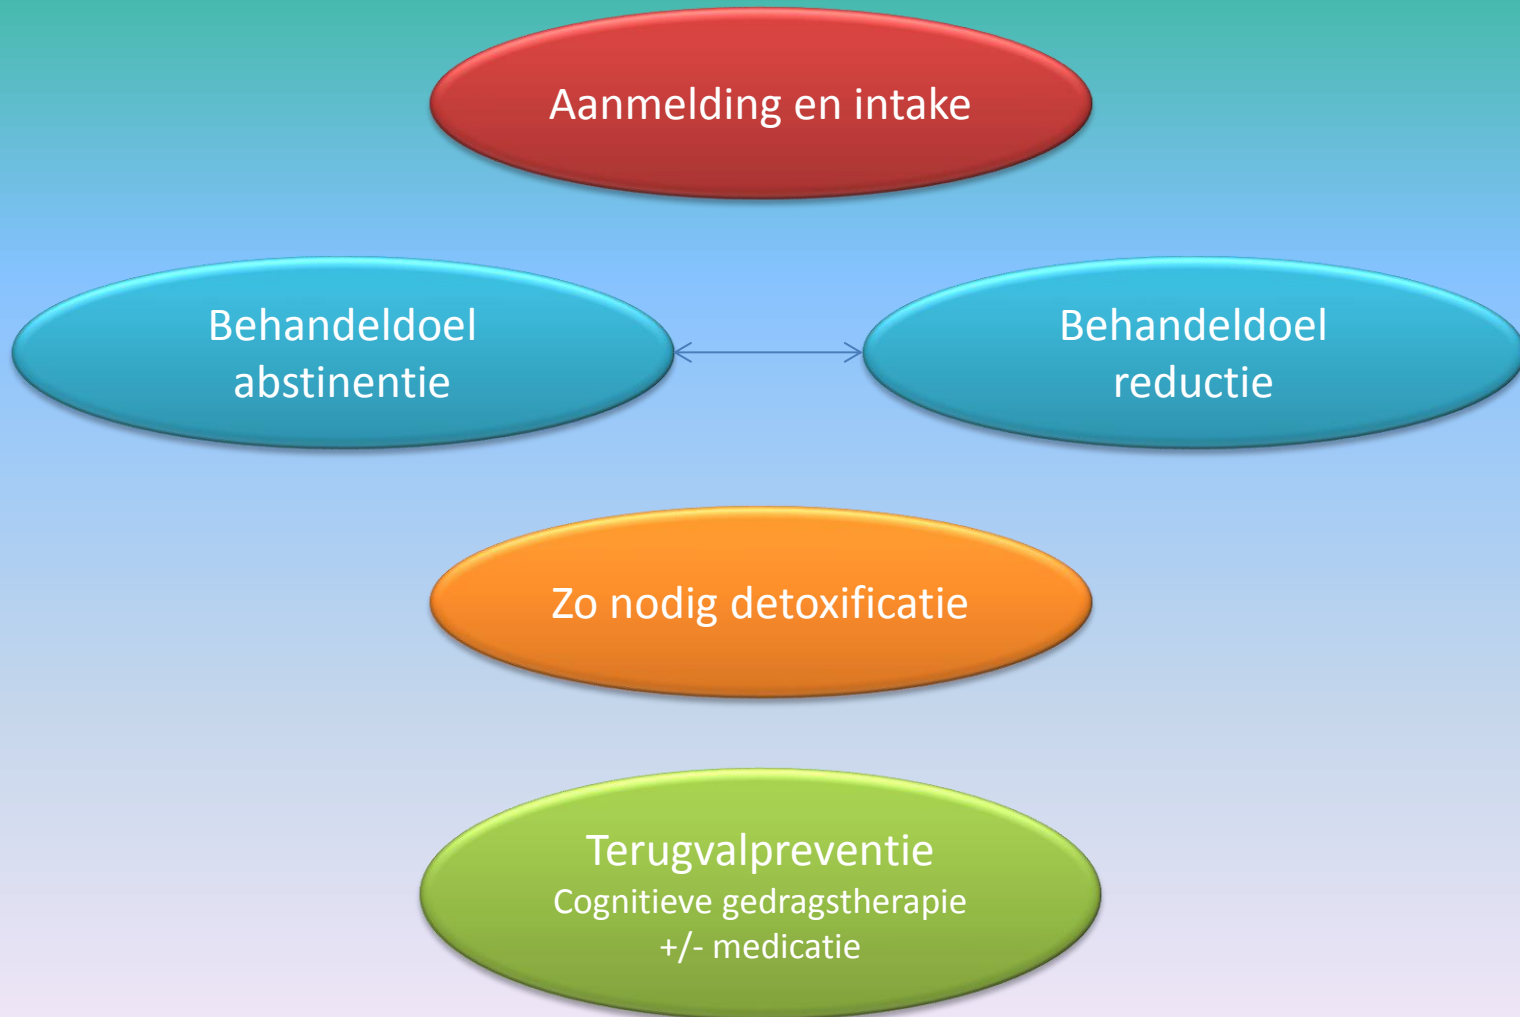 Aanmelding en intake
Behandeldoel
abstinentie
Behandeldoel
reductie
Zo nodig detoxificatie
Terugvalpreventie
Cognitieve gedragstherapie
+/- medicatie